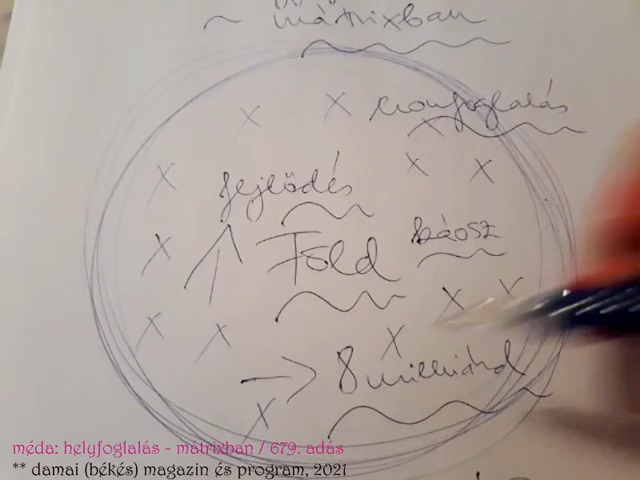 ~ mátrixban
honfoglalás
fejlődés
káosz
↑ Föld
→ 8 milliárd
méda: helyfoglalás - mátrixban / 679. adás
** damai (békés) magazin és program, 2021